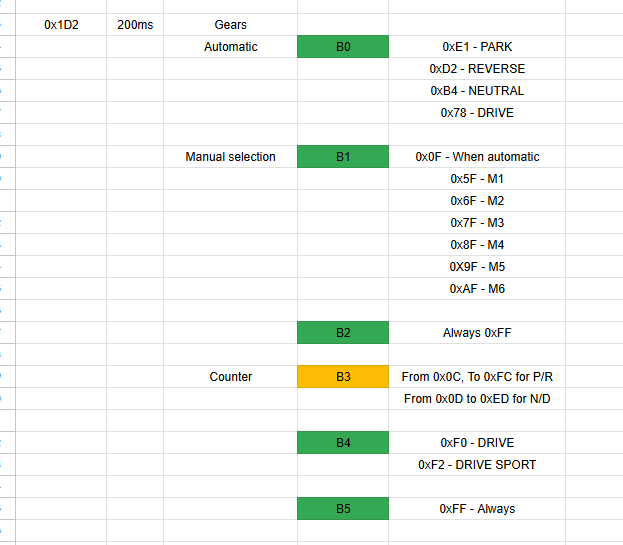 0x1D2 200ms Gears
Automatic B0 0xE1 - PARK
0xD2 - REVERSE
0xB4 - NEUTRAL
0x78 - DRIVE
Manual selection B1 0x0F - When automatic
0x5F - M1
0x6F - M2
0x7F - M3
0x8F - M4
0X9F - M5
0xAF - M6
B2 Always 0xFF
Counter B3 From 0x0C, To 0xFC for P/R
From 0x0D to 0xED for N/D
B4 0xF0 - DRIVE
0xF2 - DRIVE SPORT
B5 0xFF - Always